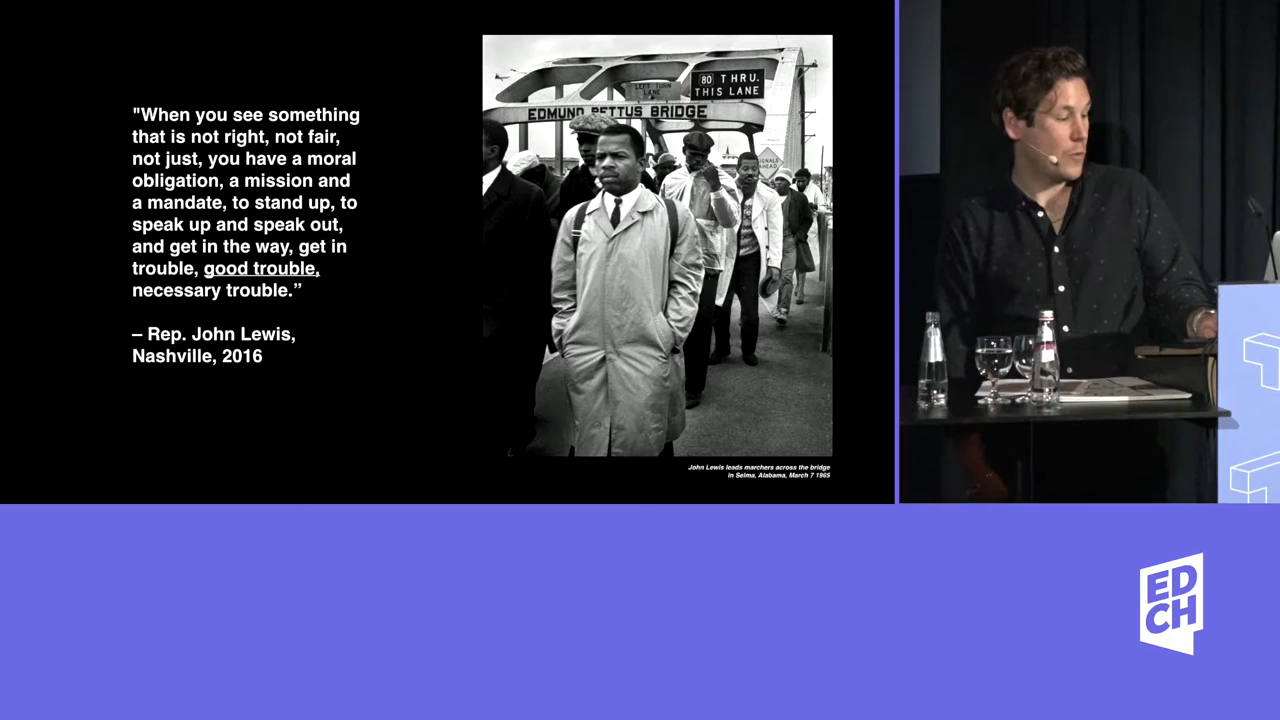 "When you see something
that is not right, not fair,
not just, you have a moral
obligation, a mission and
a mandate, to stand up, to
speak up and speak out,
and get in the way, get in
trouble, good trouble,
necessary trouble.”
– Rep. John Lewis,
Nashville, 2016
80 THRU.
THIS LANE
LEFT TURN
LANE
EDMUND PETTUS BRIDGE
SIGNALS
AHEAD
John Lewis leads marchers across the bridge
in Selma, Alabama, March 7 1965
ED
CH